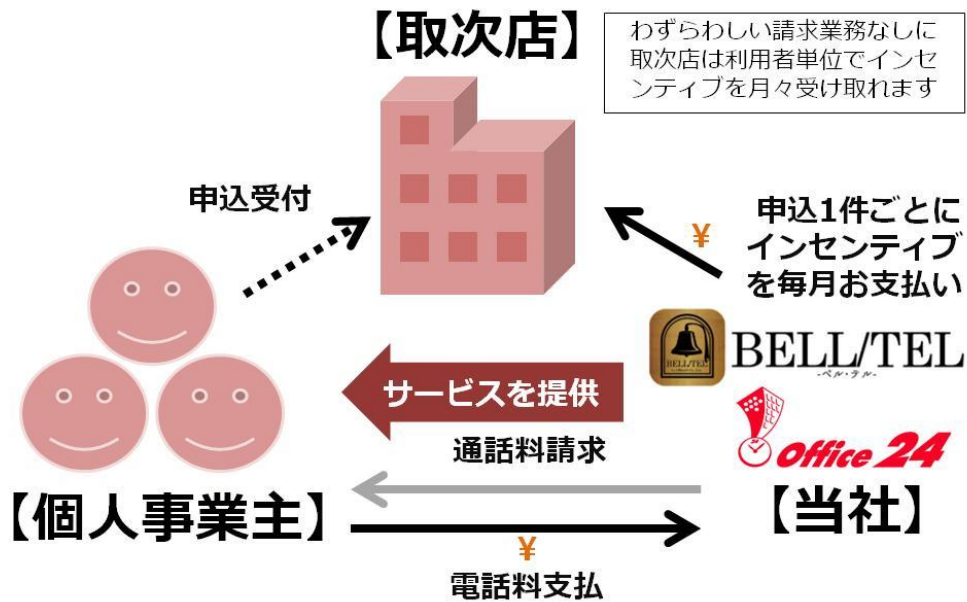 【取次店】
わずらわしい請求業務なしに
取次店は利用者単位でインセ
ンティブを月々受け取れます
申込受付
¥
申込1件ごとに
インセンティブ
を毎月お支払い
BELL/TEL
BELL/TEL
-ベル・テル-
サービスを提供
通話料請求
Office 24
【個人事業主】
【当社】
¥
電話料支払